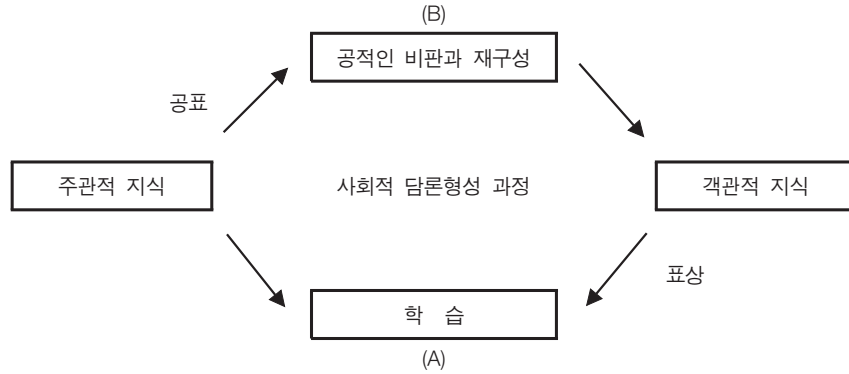 (B)
공적인 비판과 재구성
공표
주관적 지식
사회적 담론형성 과정
객관적 지식
표상
학 습
(A)